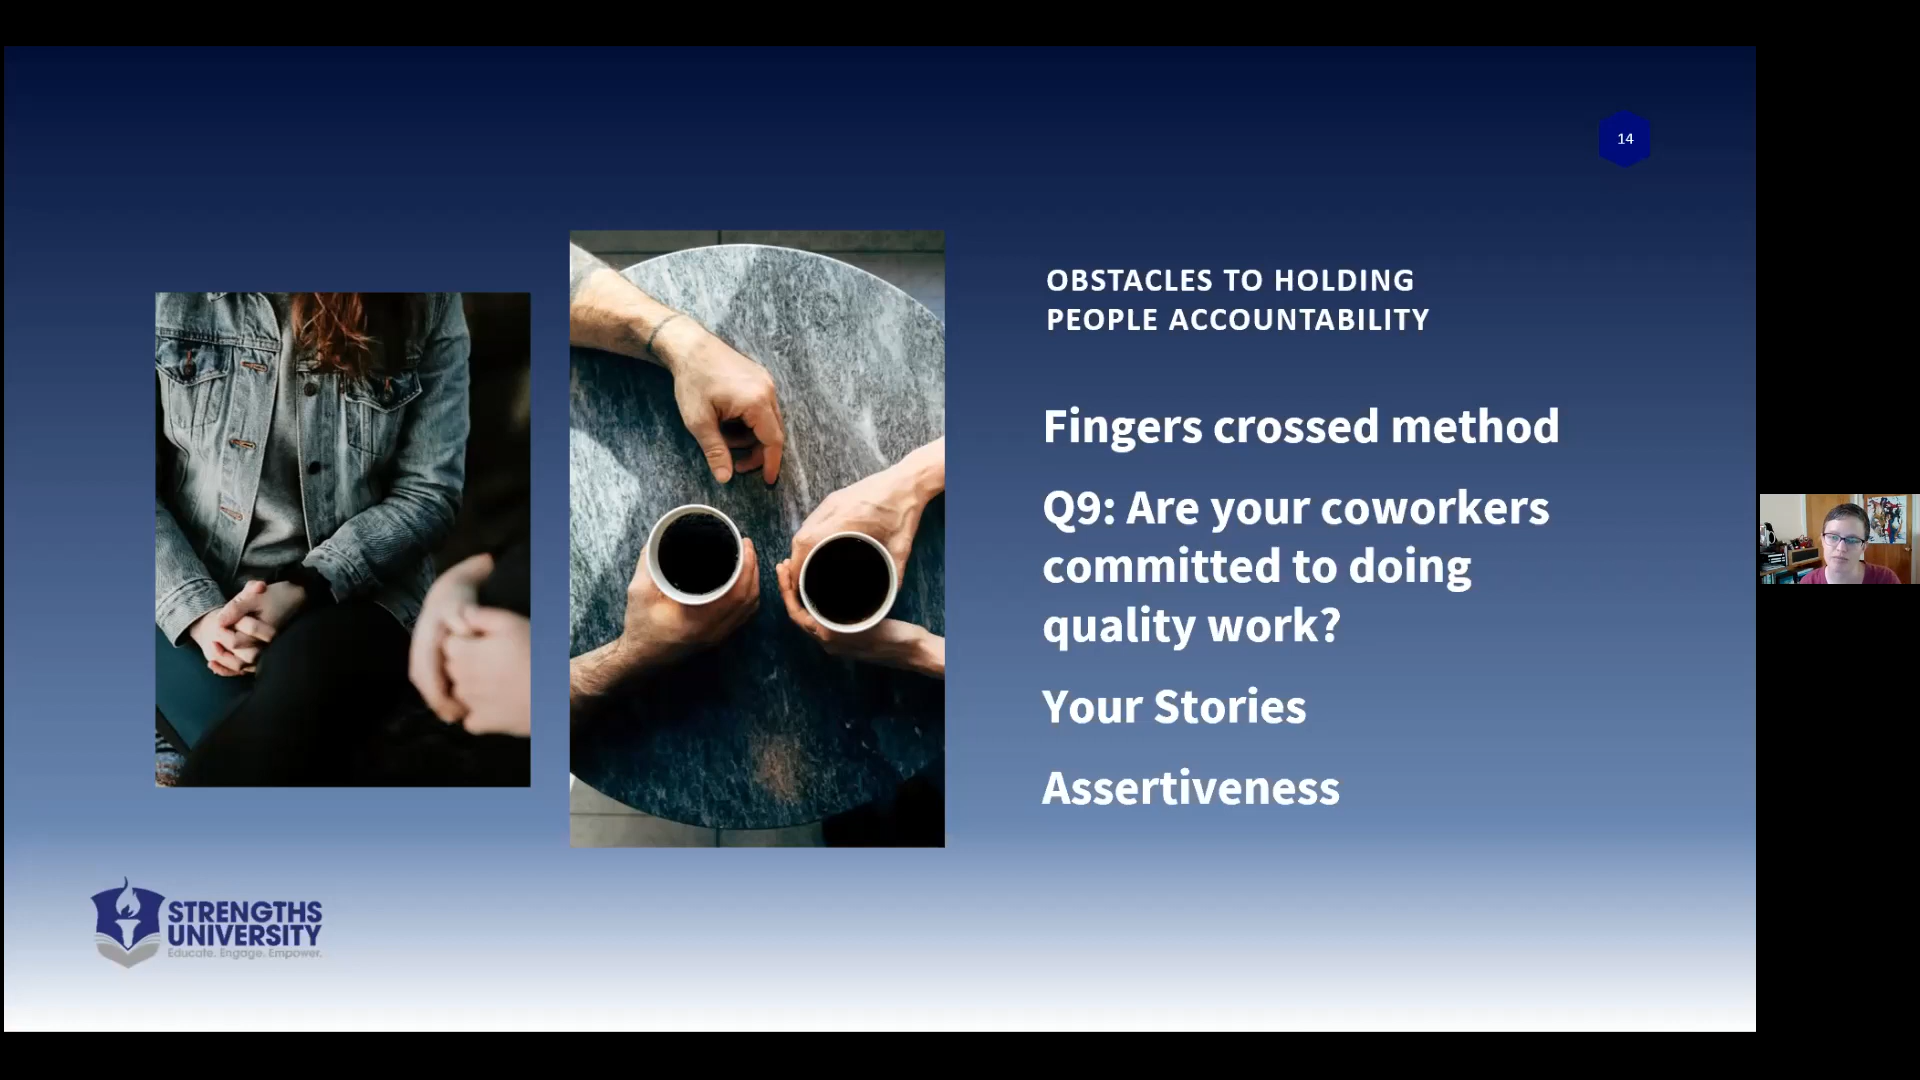 14
OBSTACLES TO HOLDING
PEOPLE ACCOUNTABILITY
Fingers crossed method
Q9: Are your coworkers
committed to doing
quality work?
Your Stories
Assertiveness
STRENGTHS
UNIVERSITY
Educate. Engage. Empower.